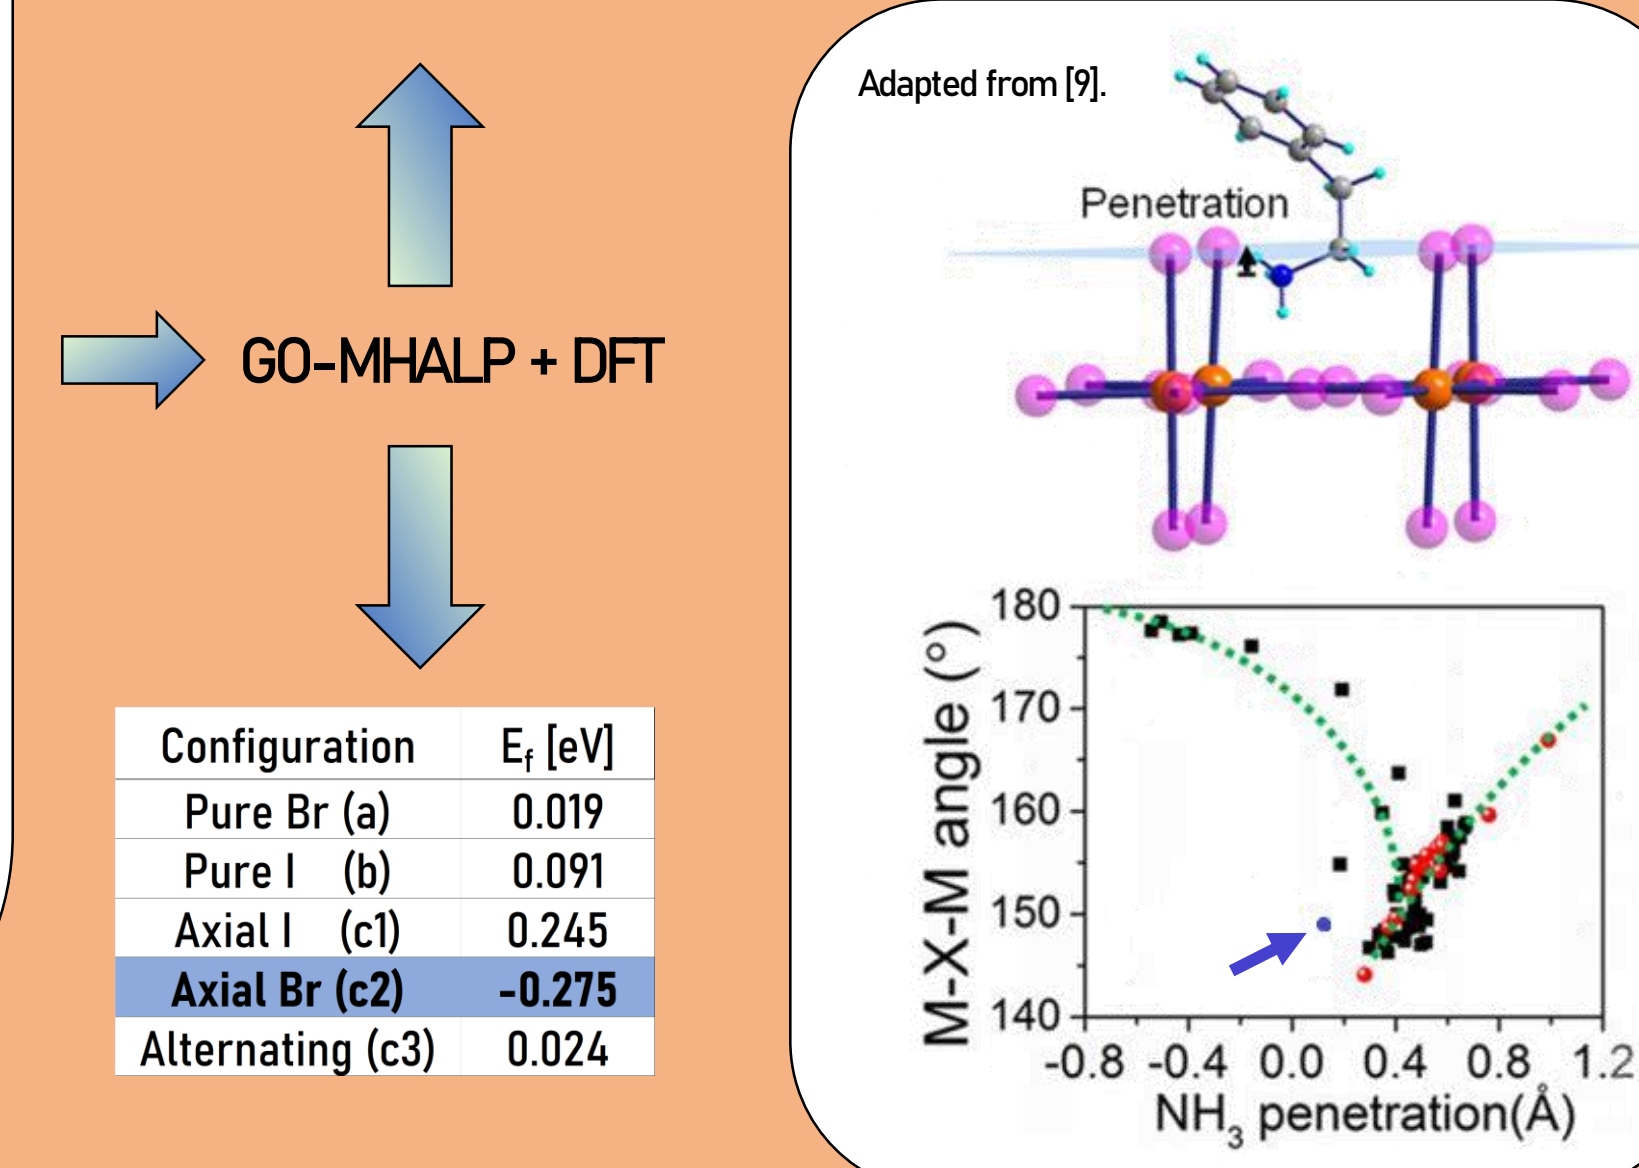 GO-MHALP + DFT
Configuration E_f [eV]
Pure Br (a) 0.019
Pure I (b) 0.091
Axial I (c1) 0.245
Axial Br (c2) -0.275
Alternating (c3) 0.024
Adapted from [9].
Penetration
M-X-M angle (°)
180
170
160
150
140
-0.8 -0.4 0.0 0.4 0.8 1.2
NH₃ penetration(Å)